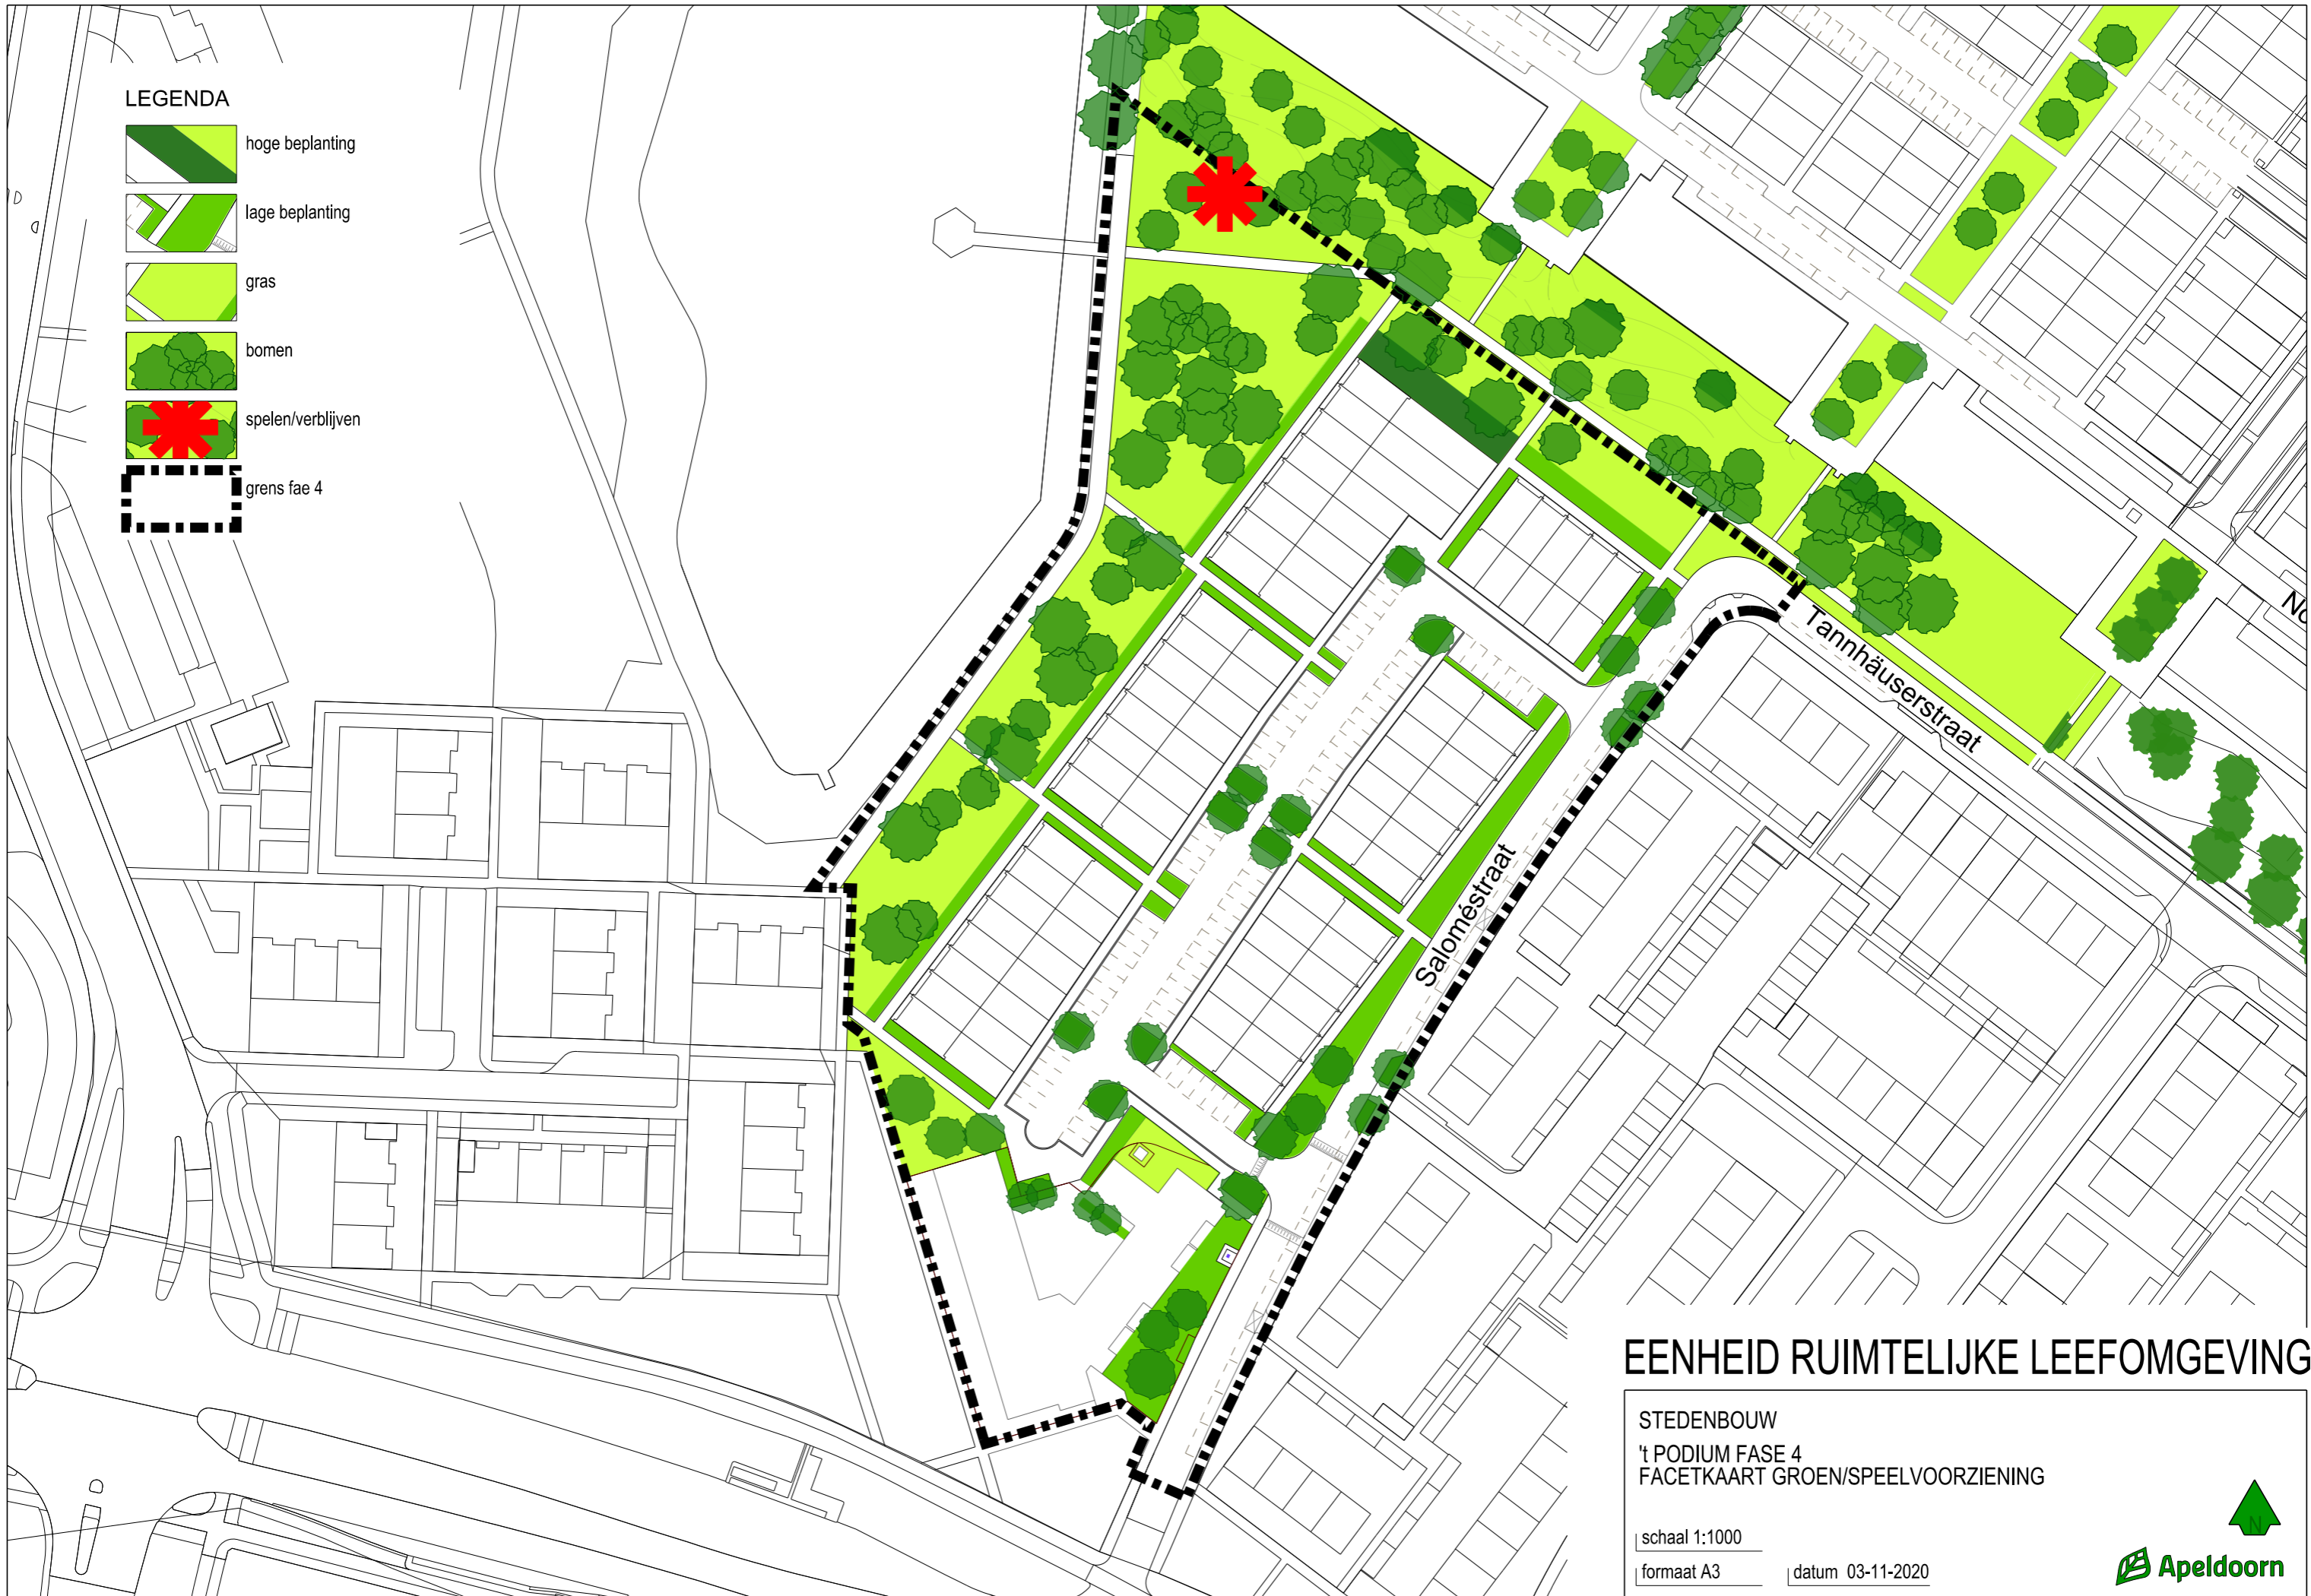 LEGENDA
hoge beplanting
lage beplanting
gras
bomen
spelen/verblijven
grens fae 4
Tannhäuserstraat
Saloméstraat
EENHEID RUIMTELIJKE LEEFOMGEVING
STEDENBOUW
't PODIUM FASE 4
FACETKAART GROEN/SPEELVOORZIENING
schaal 1:1000
formaat A3
datum 03-11-2020
N
Apeldoorn